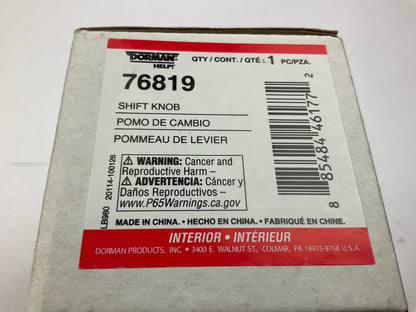 DORMAN
HELP!
QTY / CONT. / QTÉ.: 1 PC/PZA.
76819
SHIFT KNOB
POMO DE CAMBIO
POMMEAU DE LEVIER
WARNING: Cancer and
Reproductive Harm –
ADVERTENCIA: Cáncer y
Daños Reproductivos –
www.P65Warnings.ca.gov
MADE IN CHINA. • HECHO EN CHINA. • FABRIQUÉ EN CHINE.
INTERIOR • INTÉRIEUR
DORMAN PRODUCTS, INC. • 3400 E. WALNUT ST., COLMAR, PA 18915-9768 U.S.A.
LB980 20114-100126
8 85484 46177 2